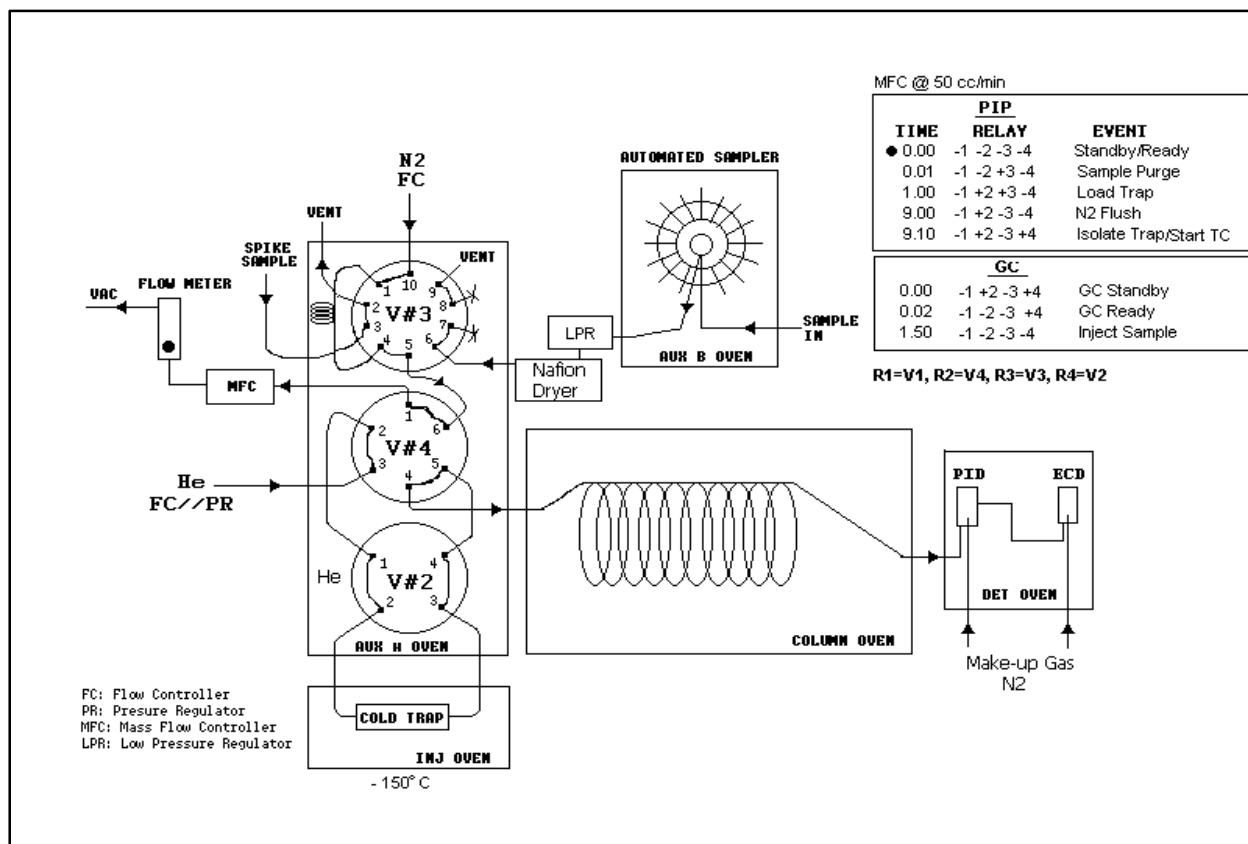 MFC @ 50 cc/min
PIP
TIME RELAY EVENT
● 0.00 -1 -2 -3 -4 Standby/Ready
0.01 -1 -2 +3 -4 Sample Purge
1.00 -1 +2 +3 -4 Load Trap
9.00 -1 +2 -3 -4 N2 Flush
9.10 -1 +2 -3 +4 Isolate Trap/Start TC
GC
0.00 -1 +2 -3 +4 GC Standby
0.02 -1 -2 -3 +4 GC Ready
1.50 -1 -2 -3 -4 Inject Sample
R1=V1, R2=V4, R3=V3, R4=V2
N2
FC
AUTOMATED SAMPLER
VENT
SPIKE
SAMPLE
VENT
FLOW METER
VAC
1
10
9
2
8
V#3
3
7
4
5
6
LPR
SAMPLE
IN
AUX B OVEN
Nafion
Dryer
MFC
1
2
6
V#4
3
5
4
He
FC//PR
PID
ECD
1
4
He
V#2
2
3
DET OVEN
AUX A OVEN
COLUMN OVEN
Make-up Gas
N2
FC: Flow Controller
PR: Presure Regulator
MFC: Mass Flow Controller
LPR: Low Pressure Regulator
COLD TRAP
INJ OVEN
- 150° C